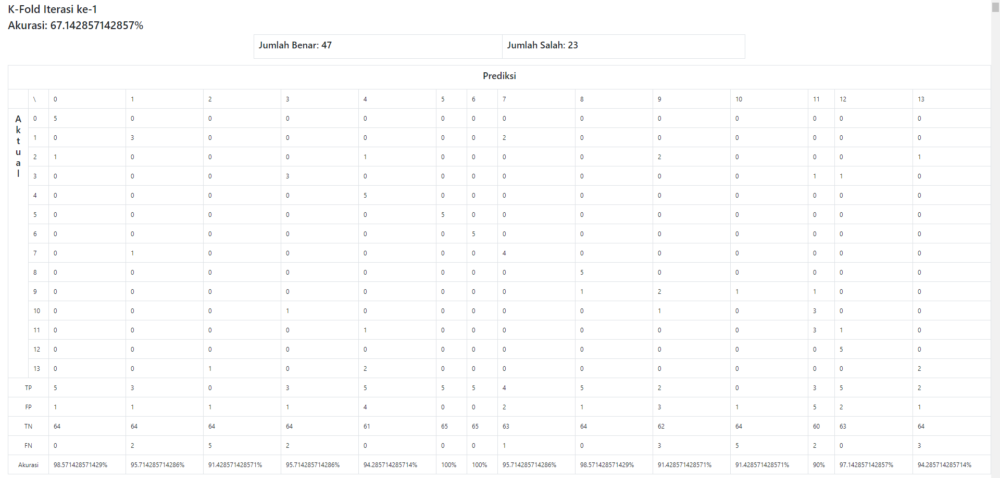 K-Fold Iterasi ke-1
Akurasi: 67.142857142857%
Jumlah Benar: 47 Jumlah Salah: 23
Prediksi
\ 0 1 2 3 4 5 6 7 8 9 10 11 12 13
Aktual
0 5 0 0 0 0 0 0 0 0 0 0 0 0 0
1 0 3 0 0 0 0 0 2 0 0 0 0 0 0
2 1 0 0 0 1 0 0 0 0 2 0 0 0 1
3 0 0 0 3 0 0 0 0 0 0 0 1 1 0
4 0 0 0 0 5 0 0 0 0 0 0 0 0 0
5 0 0 0 0 0 5 0 0 0 0 0 0 0 0
6 0 0 0 0 0 0 5 0 0 0 0 0 0 0
7 0 1 0 0 0 0 0 4 0 0 0 0 0 0
8 0 0 0 0 0 0 0 0 5 0 0 0 0 0
9 0 0 0 0 0 0 0 0 1 2 1 1 0 0
10 0 0 0 1 0 0 0 0 0 1 0 3 0 0
11 0 0 0 0 1 0 0 0 0 0 0 3 1 0
12 0 0 0 0 0 0 0 0 0 0 0 0 5 0
13 0 0 1 0 2 0 0 0 0 0 0 0 0 2
TP 5 3 0 3 5 5 5 4 5 2 0 3 5 2
FP 1 1 1 1 4 0 0 2 1 3 1 5 2 1
TN 64 64 64 64 61 65 65 63 64 62 64 60 63 64
FN 0 2 5 2 0 0 0 1 0 3 5 2 0 3
Akurasi 98.571428571429% 95.714285714286% 91.428571428571% 95.714285714286% 94.285714285714% 100% 100% 95.714285714286% 98.571428571429% 91.428571428571% 91.428571428571% 90% 97.142857142857% 94.285714285714%